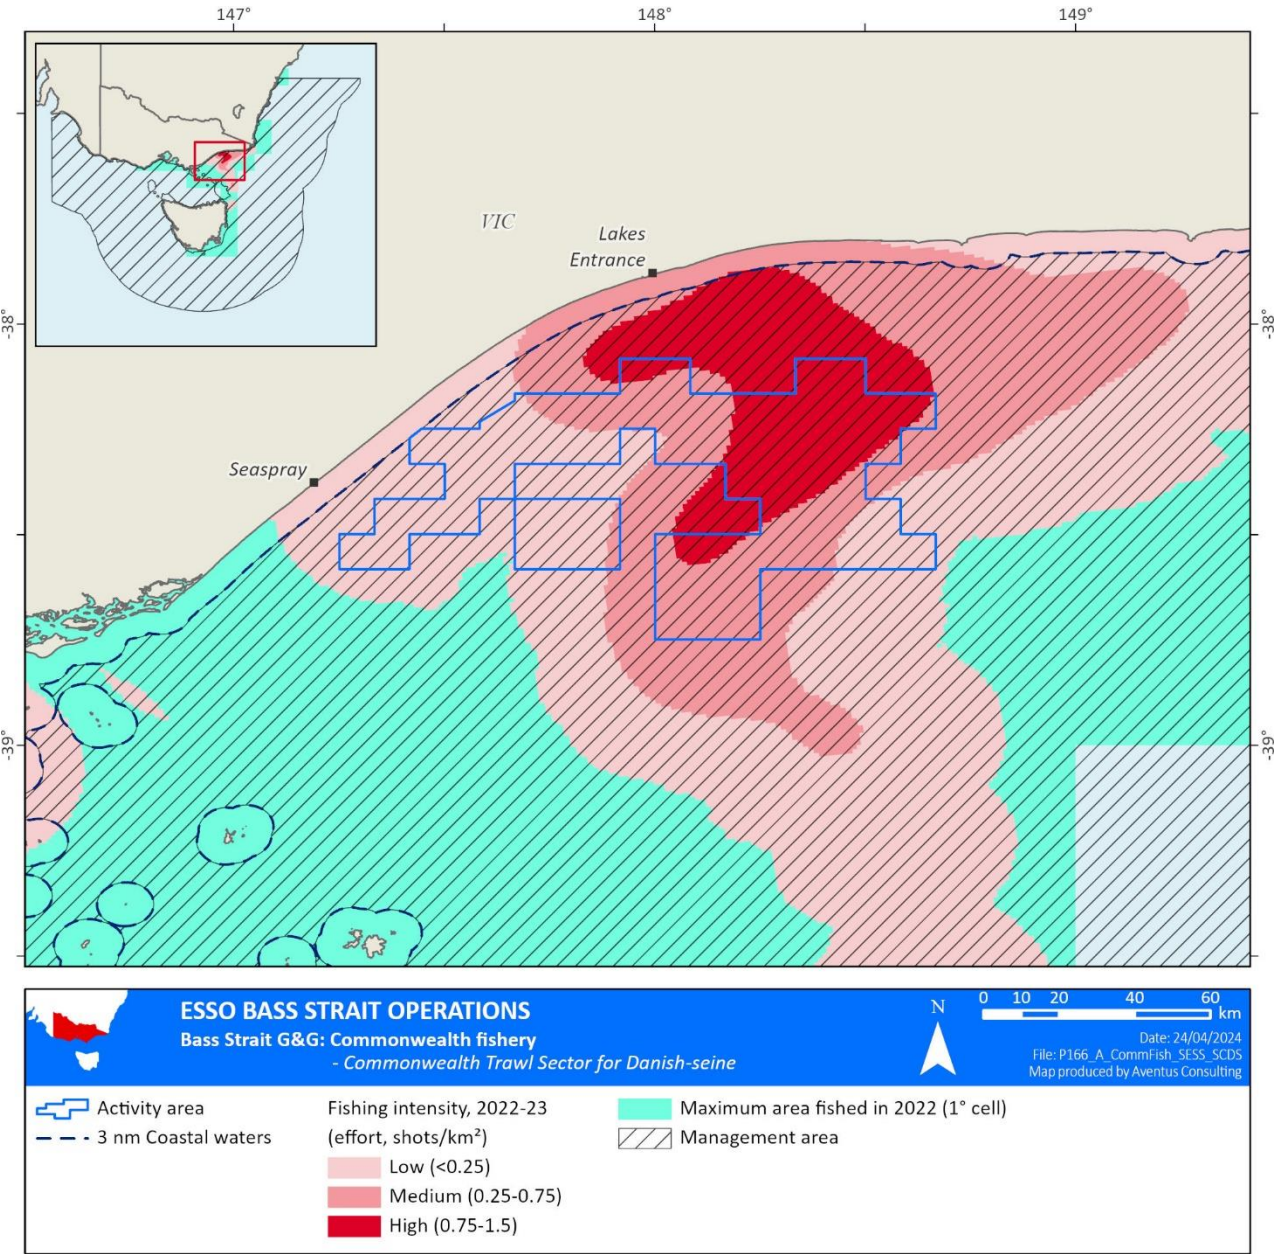 147°
148°
149°
VIC
Lakes
Entrance
Seaspray
-38°
-38°
-39°
-39°
ESSO BASS STRAIT OPERATIONS
Bass Strait G&G: Commonwealth fishery
- Commonwealth Trawl Sector for Danish-seine
N
0 10 20 40 60
km
Date: 24/04/2024
File: P166_A_CommFish_SESS_SCDS
Map produced by Aventus Consulting
Activity area
3 nm Coastal waters
Fishing intensity, 2022-23
(effort, shots/km²)
Low (<0.25)
Medium (0.25-0.75)
High (0.75-1.5)
Maximum area fished in 2022 (1° cell)
Management area